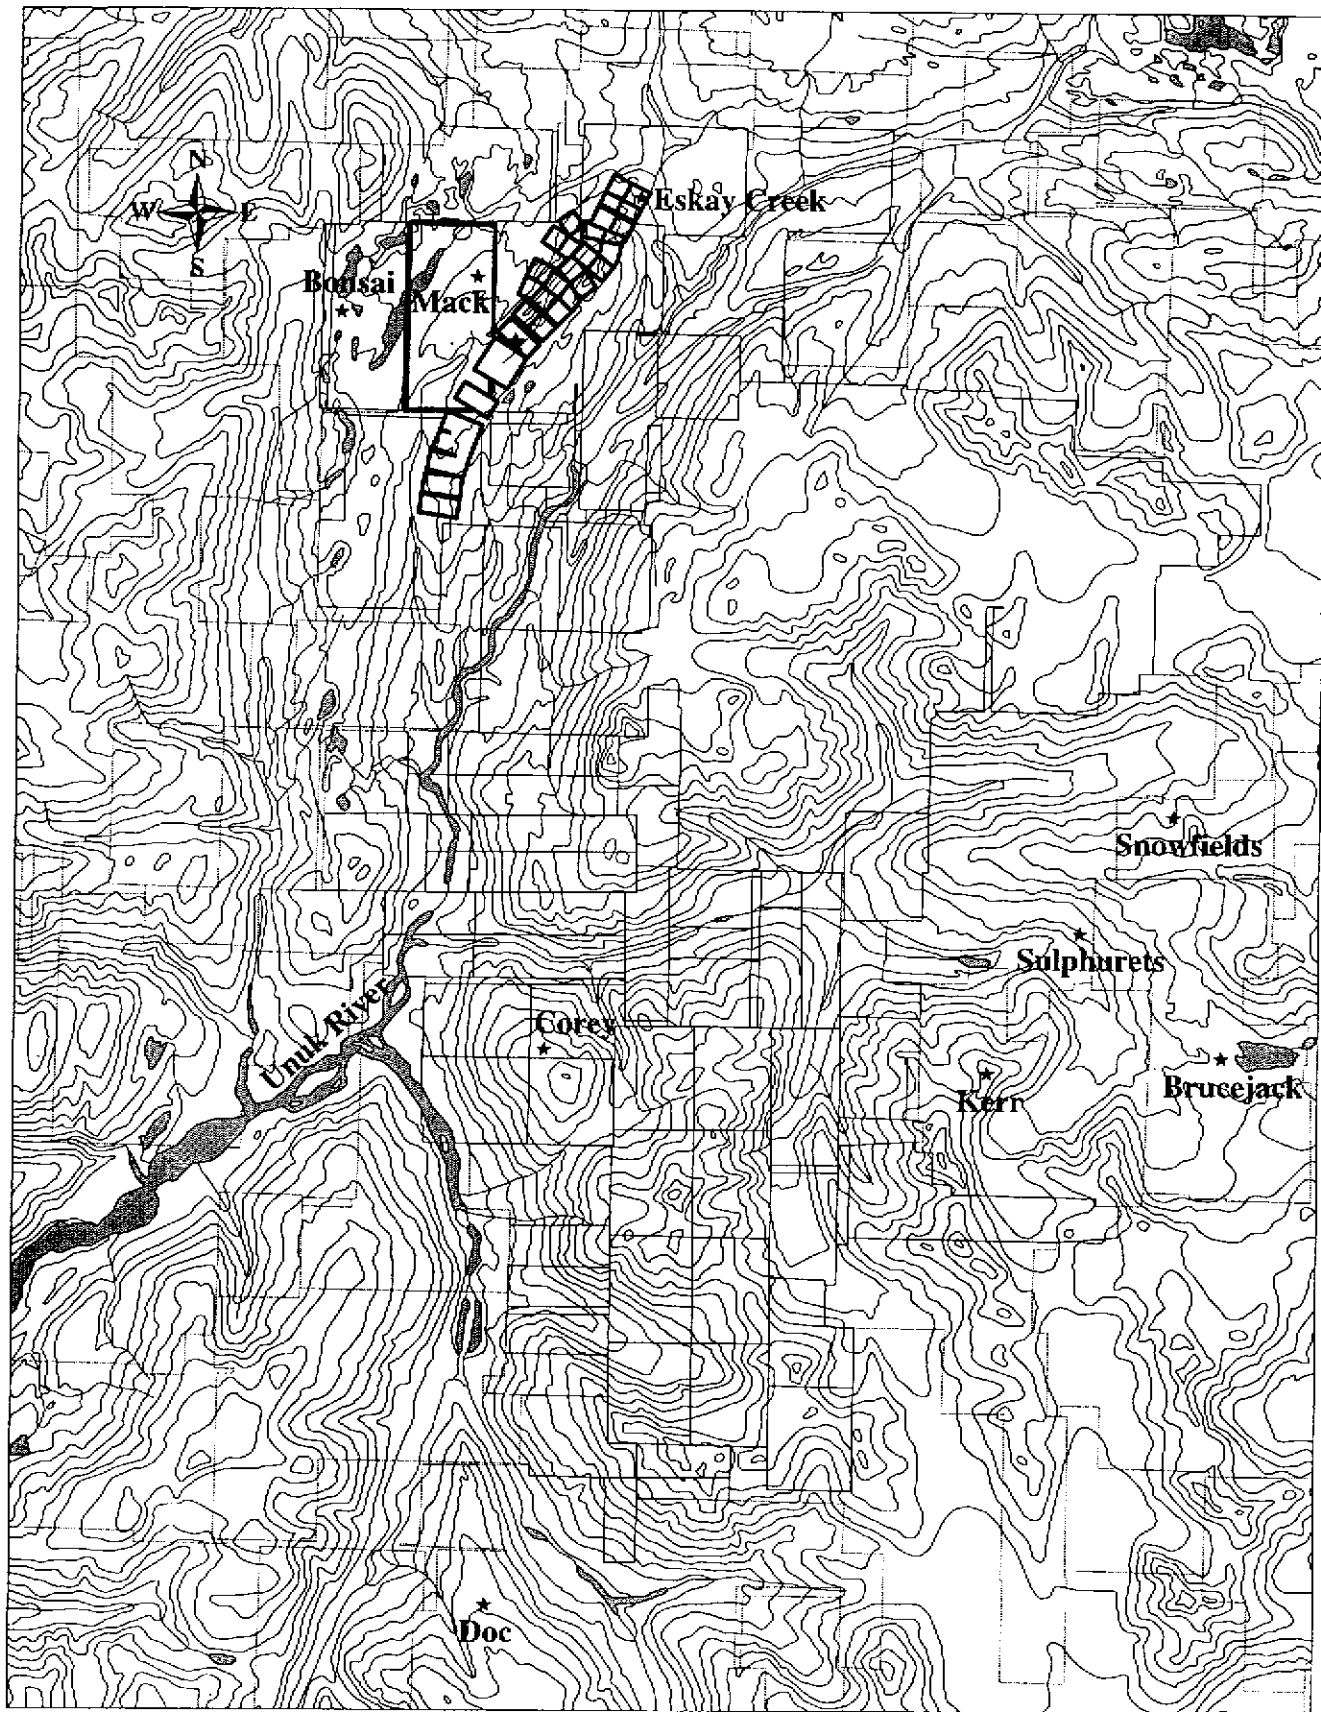 N
Eskay Creek
W E
S
Bonsai
Mack
Snowfields
Sulphurets
Unuk River
Corey
Kerr
Brucejack
Doc